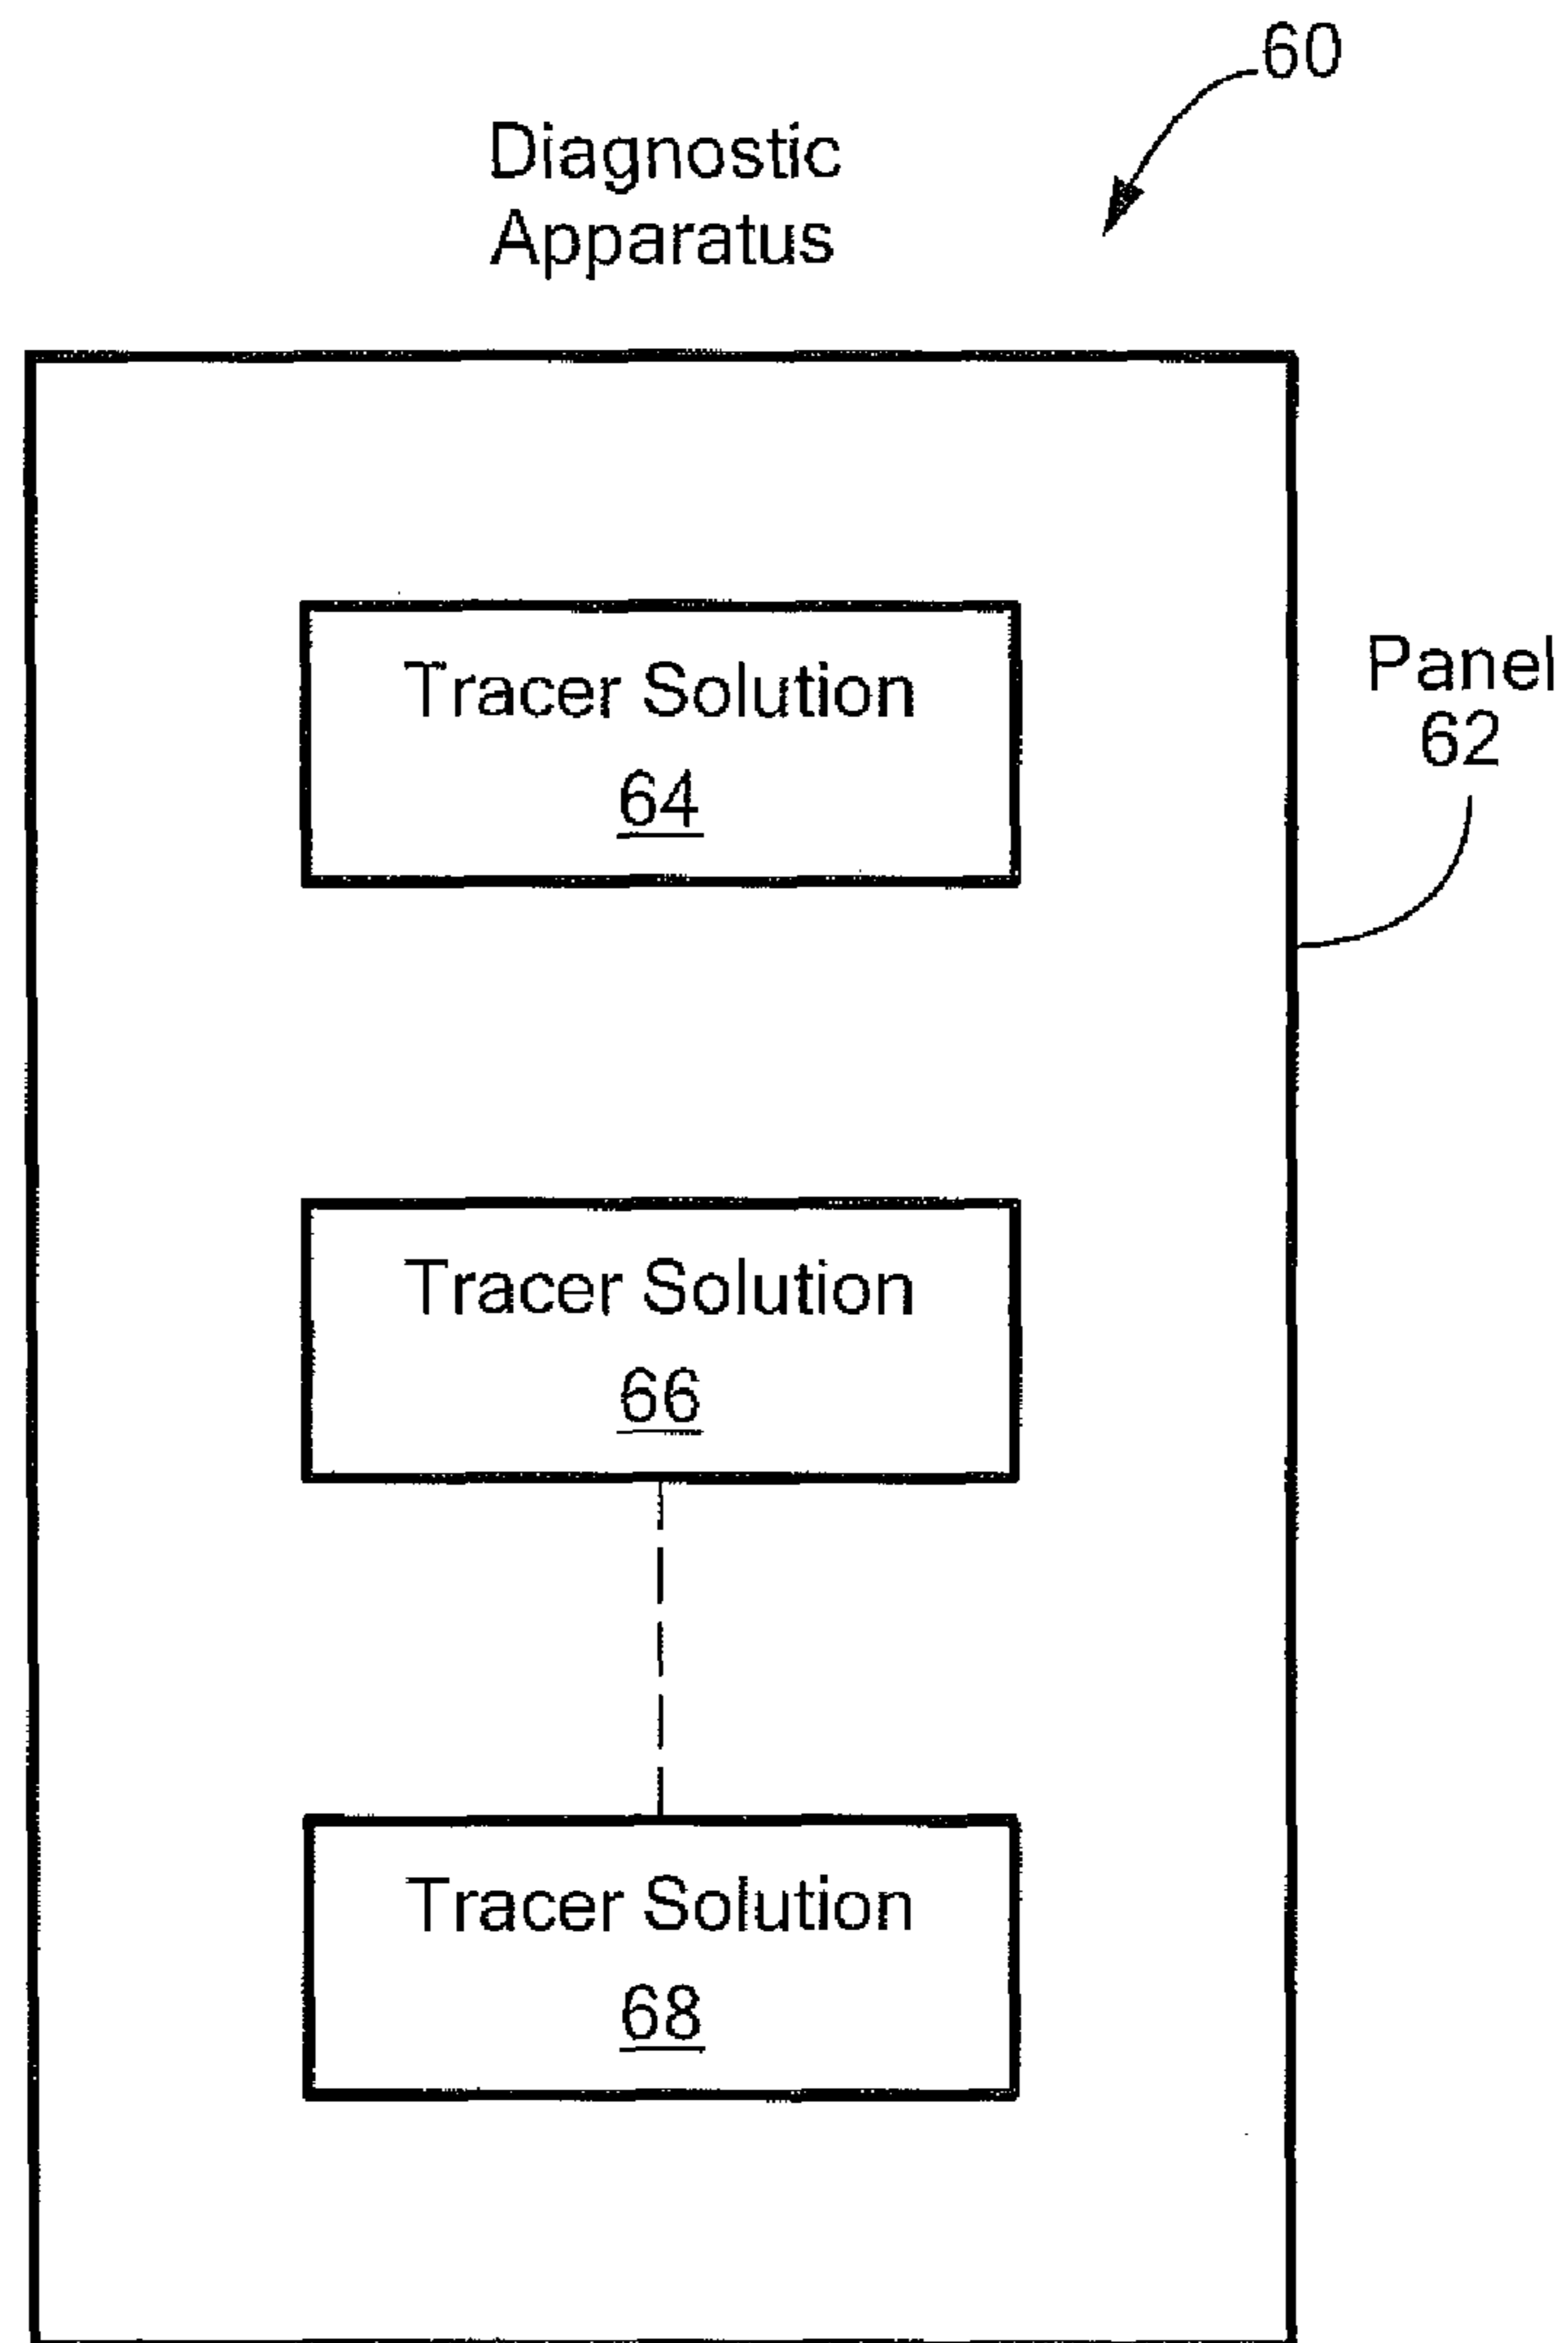 60
Diagnostic
Apparatus
Tracer Solution
64
Panel
62
Tracer Solution
66
Tracer Solution
68